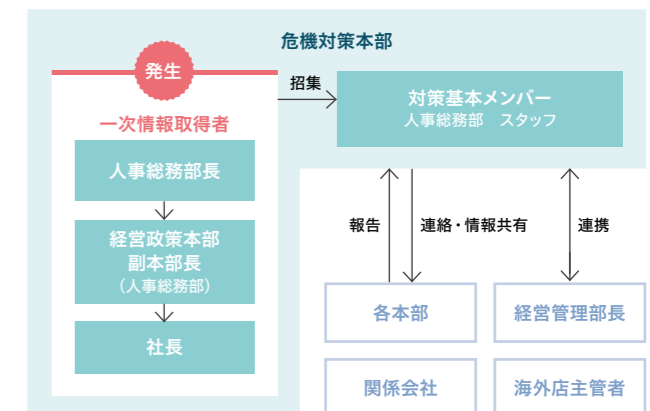 危機対策本部
発生
一次情報取得者
人事総務部長
経営政策本部
副本部長
（人事総務部）
社長
招集
対策基本メンバー
人事総務部　スタッフ
報告
連絡・情報共有
連携
各本部
経営管理部長
関係会社
海外店主管者